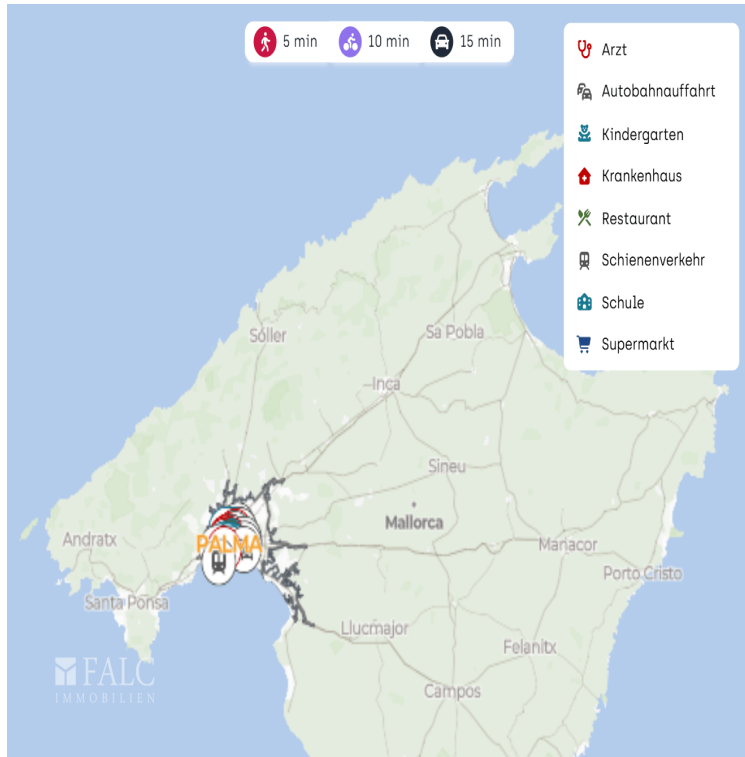 5 min 10 min 15 min
Arzt
Autobahnauffahrt
Kindergarten
Krankenhaus
Restaurant
Schienenverkehr
Schule
Supermarkt
Sóller
Sa Pobla
Inca
Sineu
Mallorca
Andratx
PALMA
Manacor
Porto Cristo
Santa Ponsa
Llucmajor
Felanitx
FALC
IMMOBILIEN
Campos